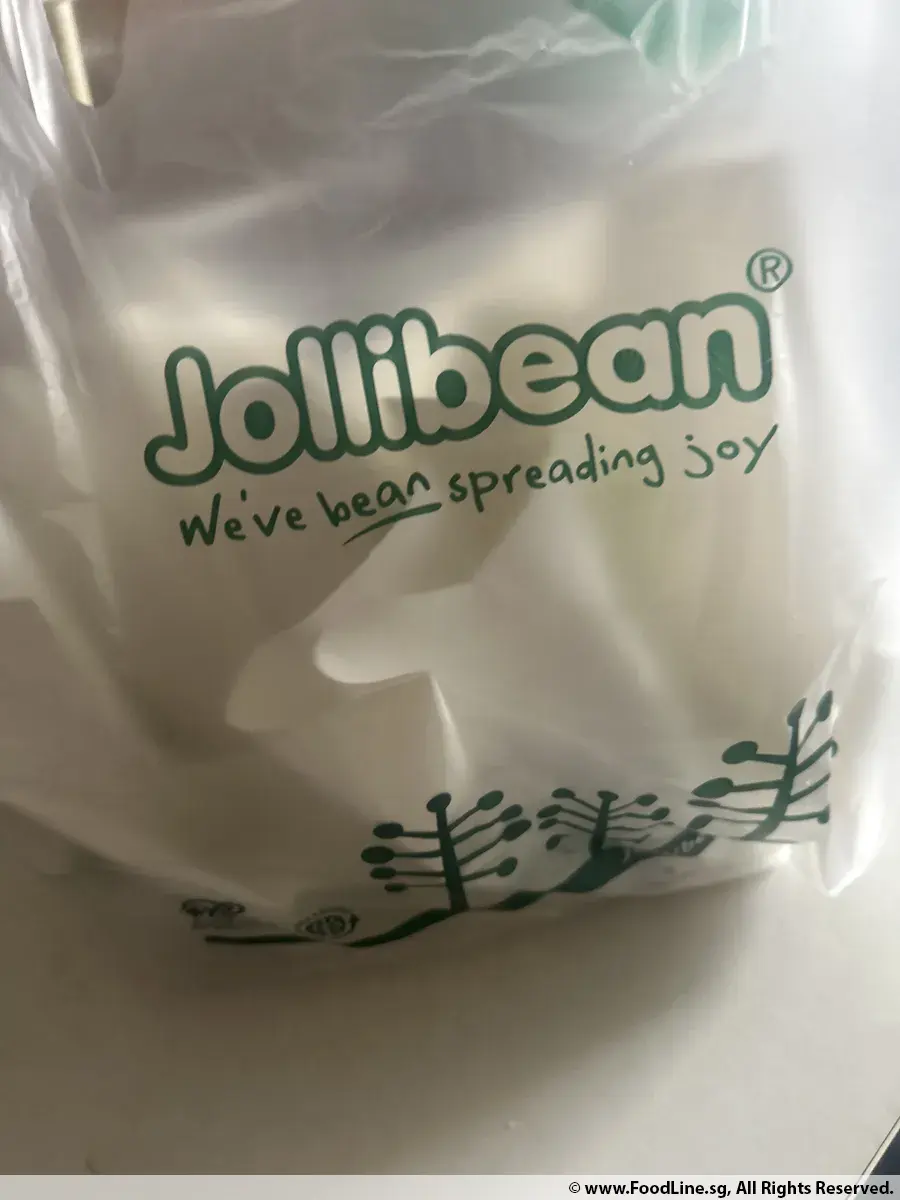 Jollibean®
We've bean spreading joy
© www.FoodLine.sg, All Rights Reserved.